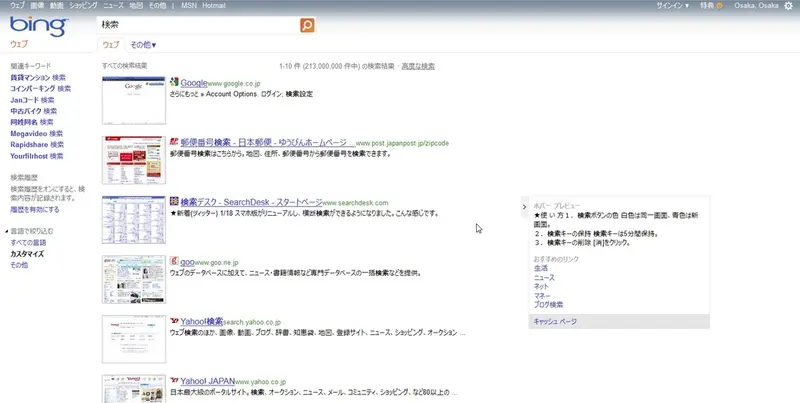 ウェブ 画像 動画 ショッピング ニュース 地図 その他 | MSN Hotmail
サインイン 特典 Osaka, Osaka
bing
検索
ウェブ
ウェブ その他
関連キーワード
賃貸マンション 検索
コインパーキング 検索
Janコード 検索
中古バイク 検索
同姓同名 検索
Megavideo 検索
Rapidshare 検索
Yourfilrhost 検索
検索履歴
検索履歴をオンにすると、検
索内容が記録されます。
履歴を有効にする
言語で絞り込む
すべての言語
カスタマイズ
その他
すべての検索結果
1-10 件 (213,000,000 件中) の検索結果 · 高度な検索
Google www.google.co.jp
さらにもっと » Account Options. ログイン; 検索設定
郵便番号検索 - 日本郵便 - ゆうびんホームページ ... www.post.japanpost.jp/zipcode
郵便番号検索はこちらから。地図、住所、郵便番号から郵便番号を検索できます。
検索デスク - SearchDesk - スタートページ www.searchdesk.com
★新着(ツィッター) 1/18 スマホ版がリニューアルし、横断検索ができるようになりました。こんな感じです。
goo www.goo.ne.jp
ウェブのデータベースに加えて、ニュース・書籍情報など専門データベースの一括検索などを提供。
Yahoo!検索 search.yahoo.co.jp
ウェブ検索のほか、画像、動画、ブログ、辞書、知恵袋、地図、登録サイト、ニュース、ショッピング、オークション ...
Yahoo! JAPAN www.yahoo.co.jp
日本最大級のポータルサイト。検索、オークション、ニュース、メール、コミュニティ、ショッピング、など80以上の ...
ホバー プレビュー
★使 い 方 1. 検索ボタンの色 白色は同一画面、青色は新
画面。
2. 検索キーの保持 検索キーは5分間保持。
3. 検索キーの削除 [消]をクリック。
おすすめのリンク
生活
ニュース
ネット
マネー
ブログ検索
キャッシュ ページ